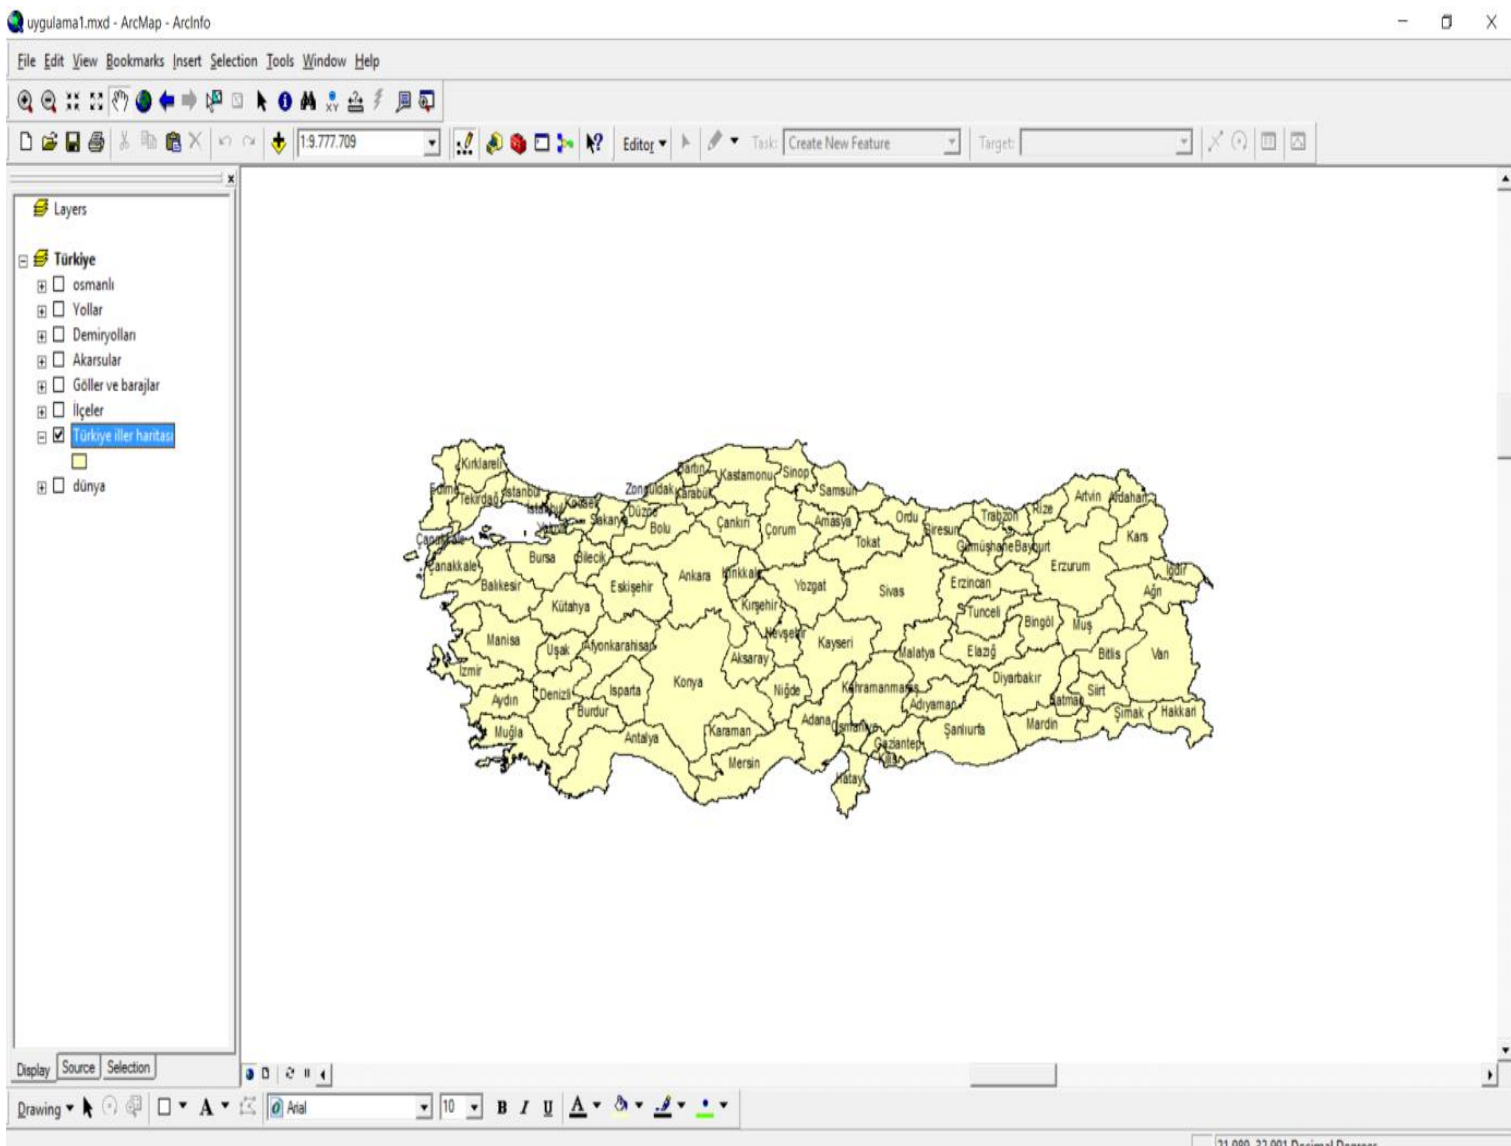 uygulama1.mxd - ArcMap - ArcInfo
File Edit View Bookmarks Insert Selection Tools Window Help
1:9.777.709 Editor Task: Create New Feature Target:
Layers
Türkiye
osmanlı
Yollar
Demiryolları
Akarsular
Göller ve barajlar
İlçeler
Türkiye iller haritası
dünya
Kırklareli
Edirne
Tekirdağ
İstanbul
İstanbul
Kocaeli
Yalova
Sakarya
Düzce
Zonguldak
Bartın
Karabük
Kastamonu
Sinop
Samsun
Bolu
Çankırı
Çorum
Amasya
Tokat
Ordu
Giresun
Trabzon
Rize
Artvin
Ardahan
Gümüşhane
Bayburt
Kars
Erzurum
Iğdır
Ağrı
Çanakkale
Çanakkale
Balıkesir
Bursa
Bilecik
Eskişehir
Kütahya
Ankara
Kırıkkale
Kırşehir
Yozgat
Sivas
Erzincan
Tunceli
Bingöl
Muş
Manisa
Uşak
Afyonkarahisar
Nevşehir
Aksaray
Kayseri
Malatya
Elazığ
Bitlis
Van
İzmir
Aydın
Denizli
Isparta
Burdur
Konya
Niğde
Kahramanmaraş
Adıyaman
Diyarbakır
Batman
Siirt
Şırnak
Hakkari
Muğla
Antalya
Karaman
Mersin
Adana
Osmaniye
Gaziantep
Kilis
Şanlıurfa
Mardin
Hatay
Display Source Selection
Drawing A Arial 10 B I U A